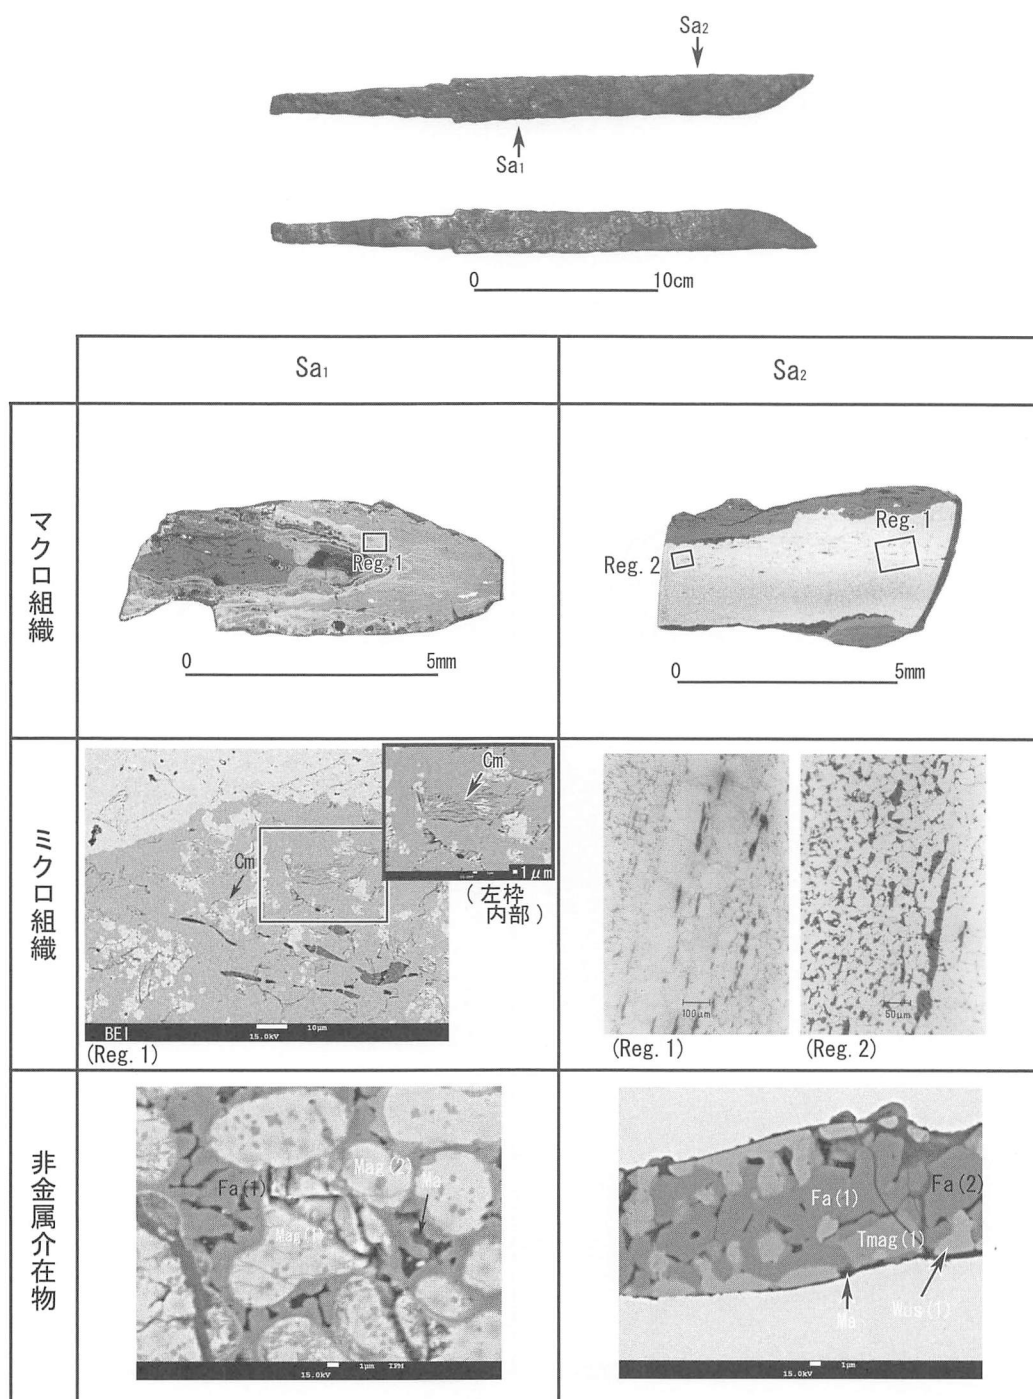 Sa₂
Sa₁
0 10cm
Sa₁
Sa₂
マクロ組織
Reg. 1
0 5mm
Reg. 1
Reg. 2
0 5mm
ミクロ組織
Cm
Cm
1μm
(左枠
内部)
BEI
15.0kV 10μm
(Reg. 1)
100μm
(Reg. 1)
50μm
(Reg. 2)
非金属介在物
Fa(1)
Mag(2)
Ma
Mag(1)
1μm
15.0kV
Fa(1)
Fa(2)
Tmag(1)
Wus(1)
Ma
1μm
15.0kV